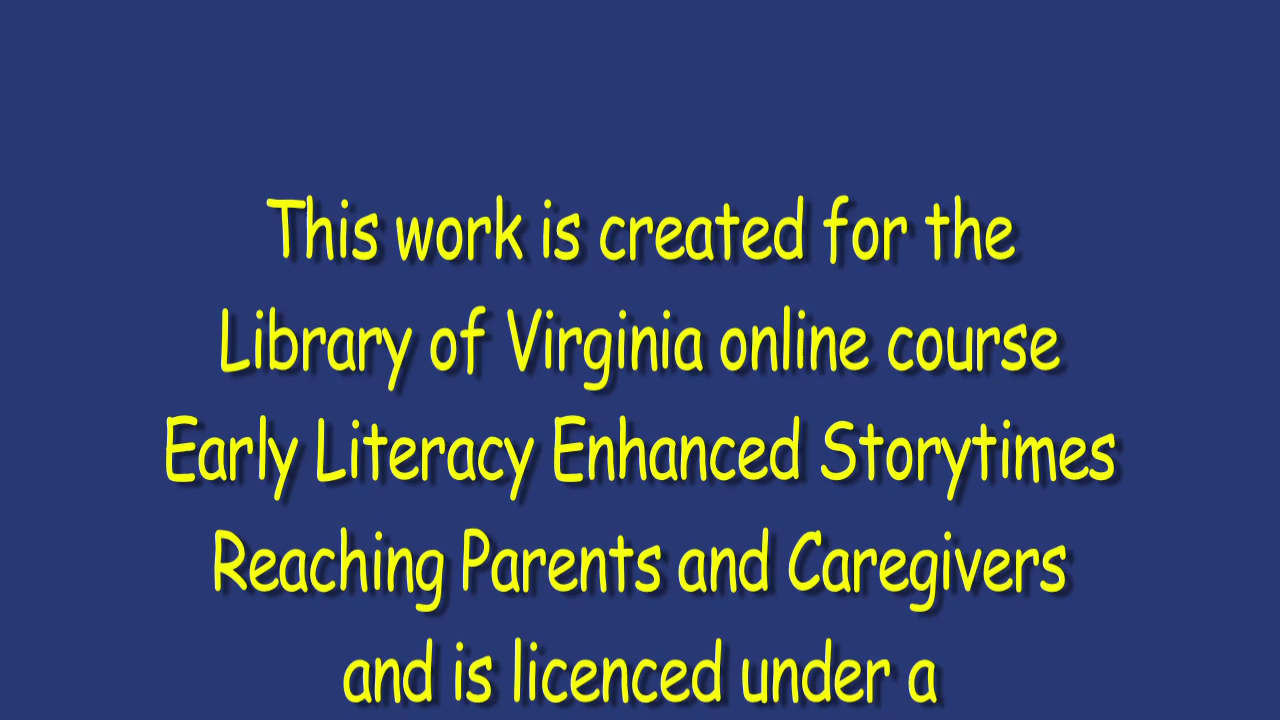 This work is created for the
Library of Virginia online course
Early Literacy Enhanced Storytimes
Reaching Parents and Caregivers
and is licenced under a